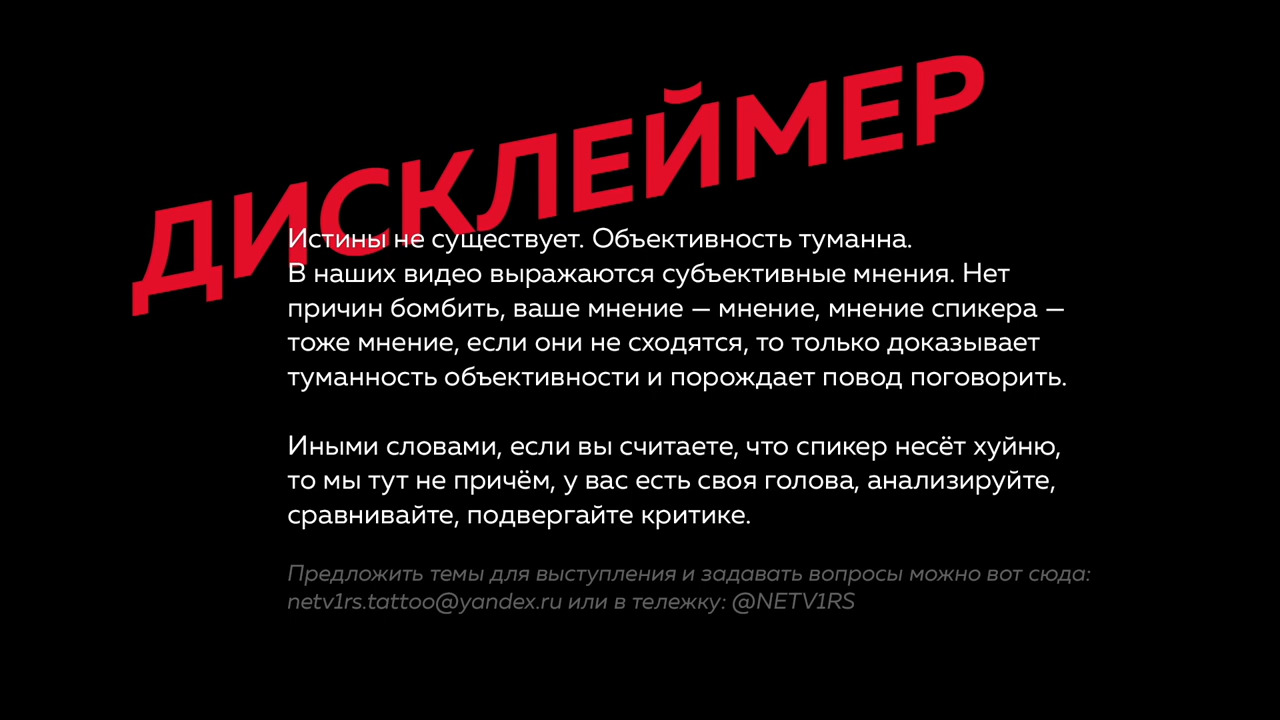 ДИСКЛЕЙМЕР
Истины не существует. Объективность туманна.
В наших видео выражаются субъективные мнения. Нет
причин бомбить, ваше мнение — мнение, мнение спикера —
тоже мнение, если они не сходятся, то только доказывает
туманность объективности и порождает повод поговорить.
Иными словами, если вы считаете, что спикер несёт хуйню,
то мы тут не причём, у вас есть своя голова, анализируйте,
сравнивайте, подвергайте критике.
Предложить темы для выступления и задавать вопросы можно вот сюда:
netv1rs.tattoo@yandex.ru или в тележку: @NETV1RS